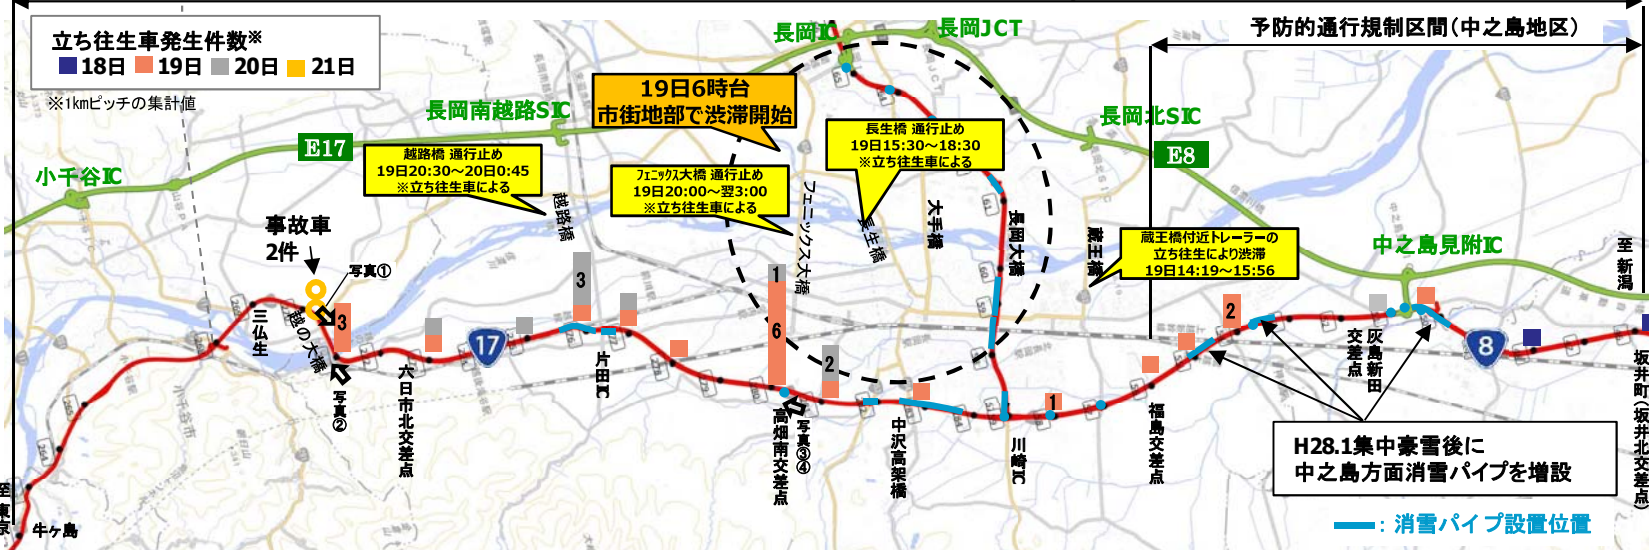 予防的通行規制区間(中之島地区)
立ち往生車発生件数※
18日 19日 20日 21日
※1kmピッチの集計値
長岡IC
長岡JCT
長岡南越路SIC
長岡北SIC
小千谷IC
中之島見附IC
E17
E8
19日6時台
市街地部で渋滞開始
越路橋 通行止め
19日20:30～20日0:45
※立ち往生車による
フェニックス大橋 通行止め
19日20:00～翌3:00
※立ち往生車による
長生橋 通行止め
19日15:30～18:30
※立ち往生車による
蔵王橋付近トレーラーの
立ち往生により渋滞
19日14:19～15:56
事故車
2件
写真①
写真②
写真③④
越路橋
フェニックス大橋
長生橋
大手橋
長岡大橋
蔵王橋
至 新潟
三仏生
越の大橋
3
六日市北交差点
17
3
片田IC
1
6
2
高畑南交差点
中沢高架橋
川崎IC
1
福島交差点
2
灰島新田
交差点
8
坂井町(坂井北交差点)
至 東京
牛ヶ島
小千谷市
H28.1集中豪雪後に
中之島方面消雪パイプを増設
:消雪パイプ設置位置